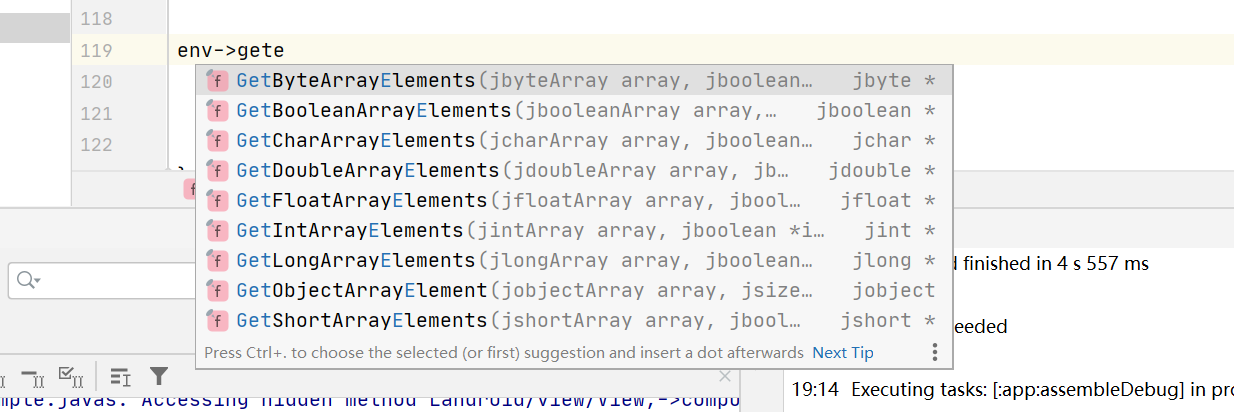 118
119 env->gete
120 GetByteArrayElements(jbyteArray array, jboolean… jbyte *
121 GetBooleanArrayElements(jbooleanArray array,… jboolean *
122 GetCharArrayElements(jcharArray array, jboolean… jchar *
GetDoubleArrayElements(jdoubleArray array, jb… jdouble *
GetFloatArrayElements(jfloatArray array, jbool… jfloat *
GetIntArrayElements(jintArray array, jboolean *i… jint *
GetLongArrayElements(jlongArray array, jboolean… jlong *
finished in 4 s 557 ms
GetObjectArrayElement(jobjectArray array, jsize… jobject
GetShortArrayElements(jshortArray array, jbool… jshort *
eeded
Press Ctrl+. to choose the selected (or first) suggestion and insert a dot afterwards Next Tip
19:14 Executing tasks: [:app:assembleDebug] in pro
mple.javas: Accessing hidden method Landroid/view/View;->compu